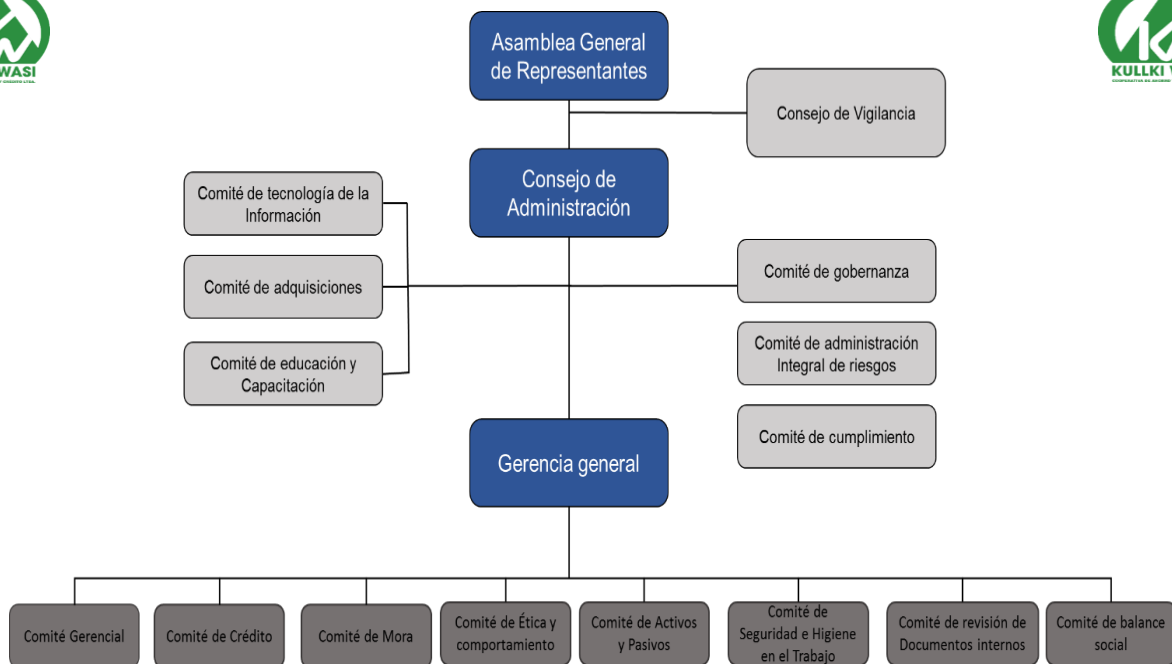 WASI
KULLKI
Asamblea General
de Representantes
Consejo de Vigilancia
Consejo de
Administración
Comité de tecnología de la
Información
Comité de adquisiciones
Comité de educación y
Capacitación
Comité de gobernanza
Comité de administración
Integral de riesgos
Comité de cumplimiento
Gerencia general
Comité Gerencial
Comité de Crédito
Comité de Mora
Comité de Ética y
comportamiento
Comité de Activos
y Pasivos
Comité de
Seguridad e Higiene
en el Trabajo
Comité de revisión de
Documentos internos
Comité de balance
social